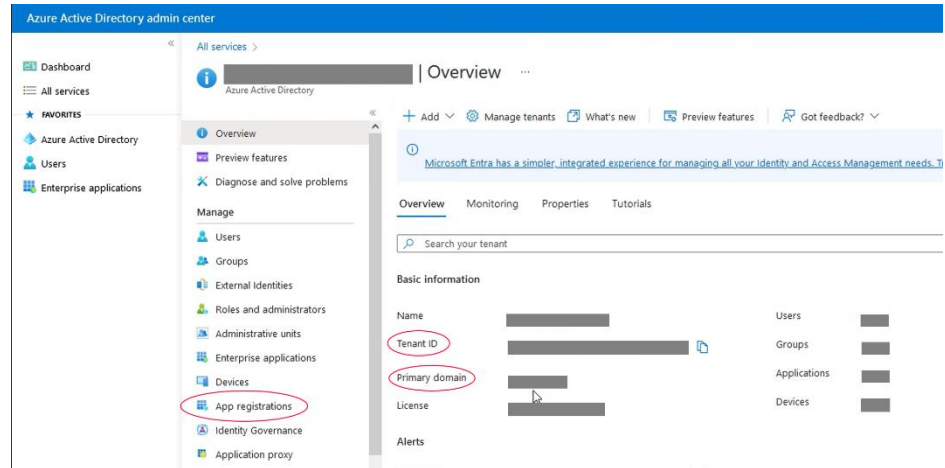 Azure Active Directory admin center
Dashboard
All services
FAVORITES
Azure Active Directory
Users
Enterprise applications
All services >
| Overview ...
Azure Active Directory
Overview
Preview features
Diagnose and solve problems
Manage
Users
Groups
External Identities
Roles and administrators
Administrative units
Enterprise applications
Devices
App registrations
Identity Governance
Application proxy
+ Add Manage tenants What's new Preview features Got feedback?
Microsoft Entra has a simpler, integrated experience for managing all your Identity and Access Management needs.
Overview Monitoring Properties Tutorials
Search your tenant
Basic information
Name Users
Tenant ID Groups
Primary domain Applications
License Devices
Alerts